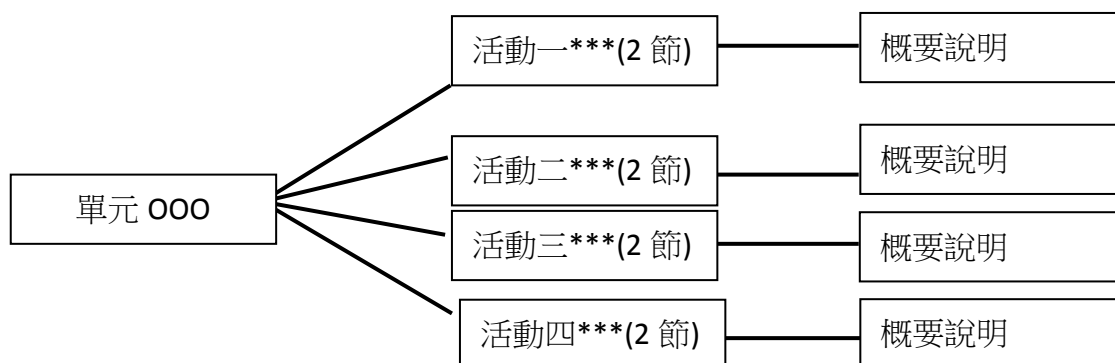 活動一***(2 節)
概要說明
活動二***(2 節)
概要說明
單元 OOO
活動三***(2 節)
概要說明
活動四***(2 節)
概要說明